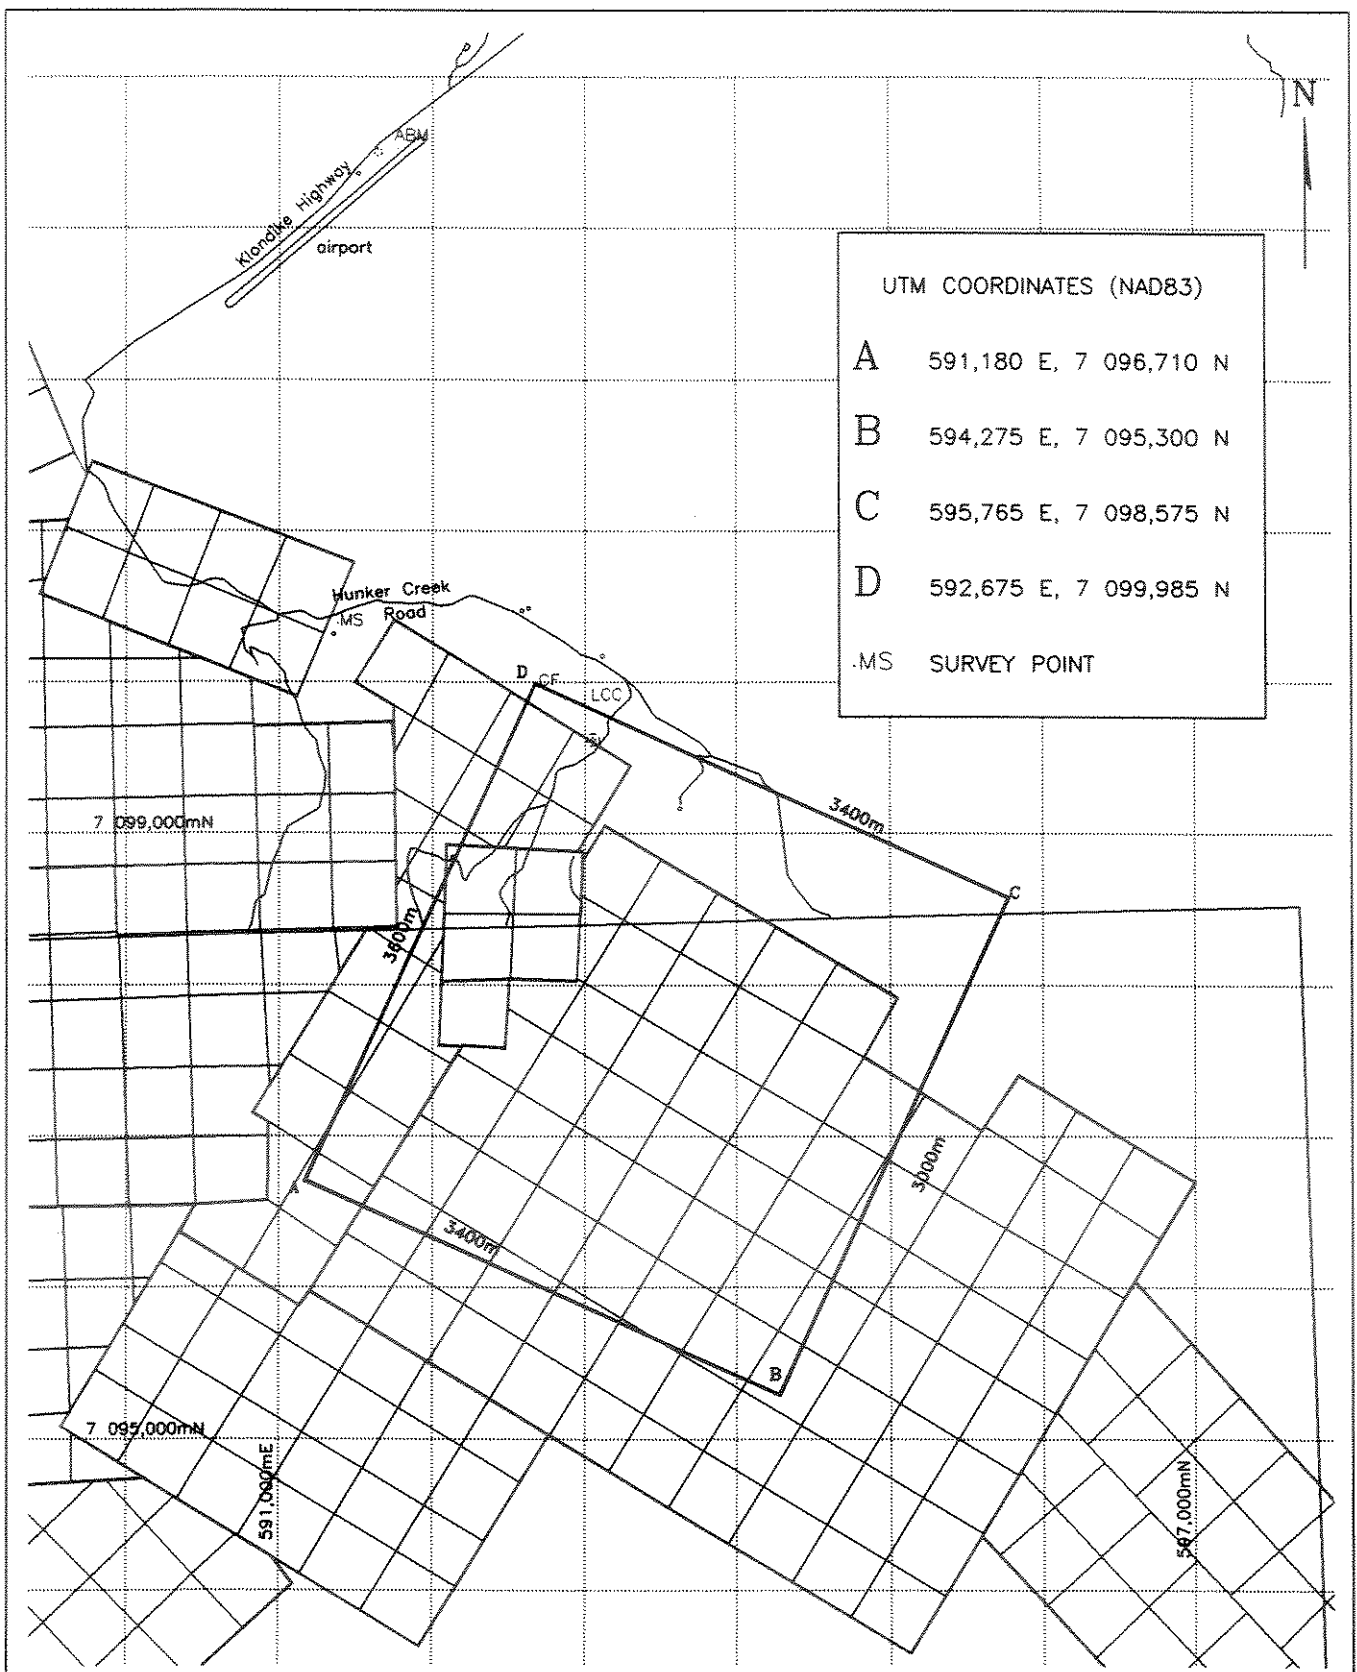 N
ABM
Klondike Highway
airport
UTM COORDINATES (NAD83)
A 591,180 E, 7 096,710 N
B 594,275 E, 7 095,300 N
C 595,765 E, 7 098,575 N
D 592,675 E, 7 099,985 N
.MS SURVEY POINT
Hunker Creek
.MS Road
D CF
LCC
3400m
7 099,000mN
C
3600m
3000m
A
3400m
B
7 095,000mN
591,000mE
597,000mN